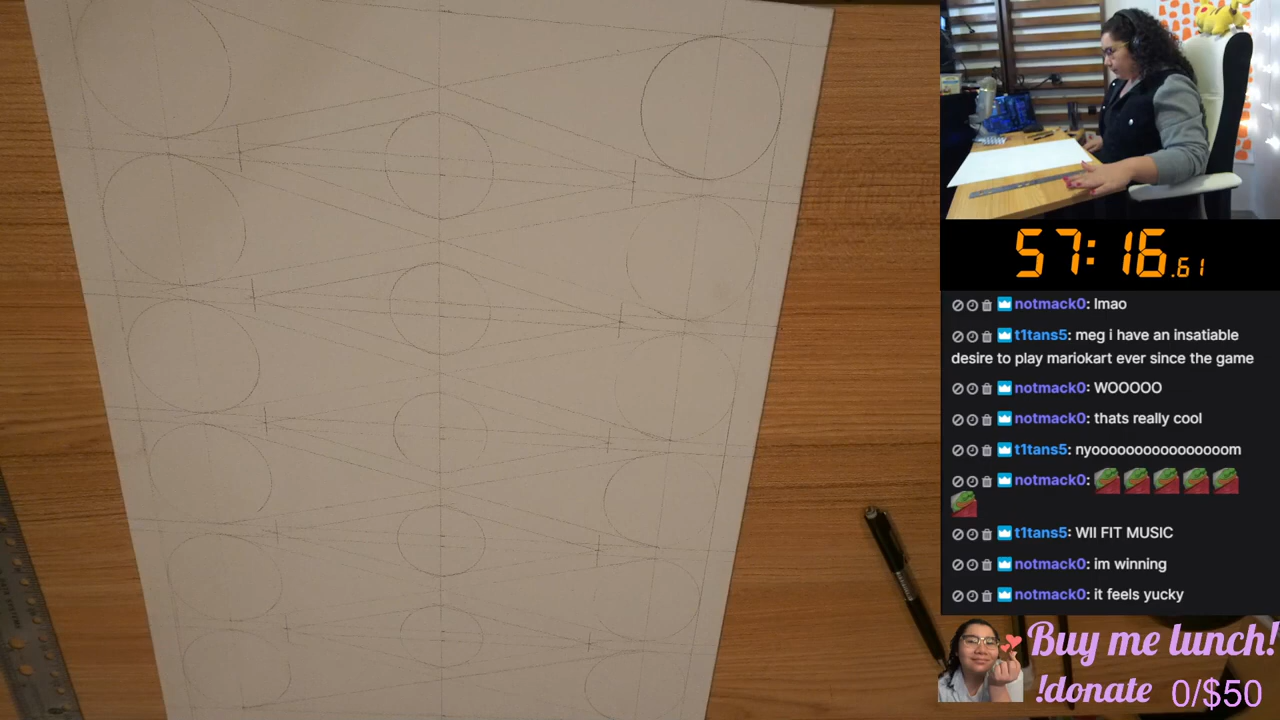 57:16.61
notmack0: lmao
t1tans5: meg i have an insatiable
desire to play mariokart ever since the game
notmack0: WOOOOO
notmack0: thats really cool
t1tans5: nyooooooooooooooom
notmack0:
t1tans5: WII FIT MUSIC
notmack0: im winning
notmack0: it feels yucky
Buy me lunch!
!donate 0/$50